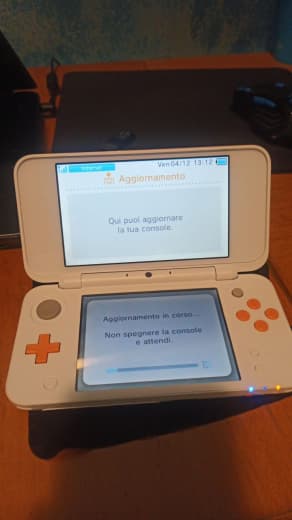 Internet
Ven 04/12 13:12
Aggiornamento
Qui puoi aggiornare
la tua console.
Aggiornamento in corso...
Non spegnere la console
e attendi.